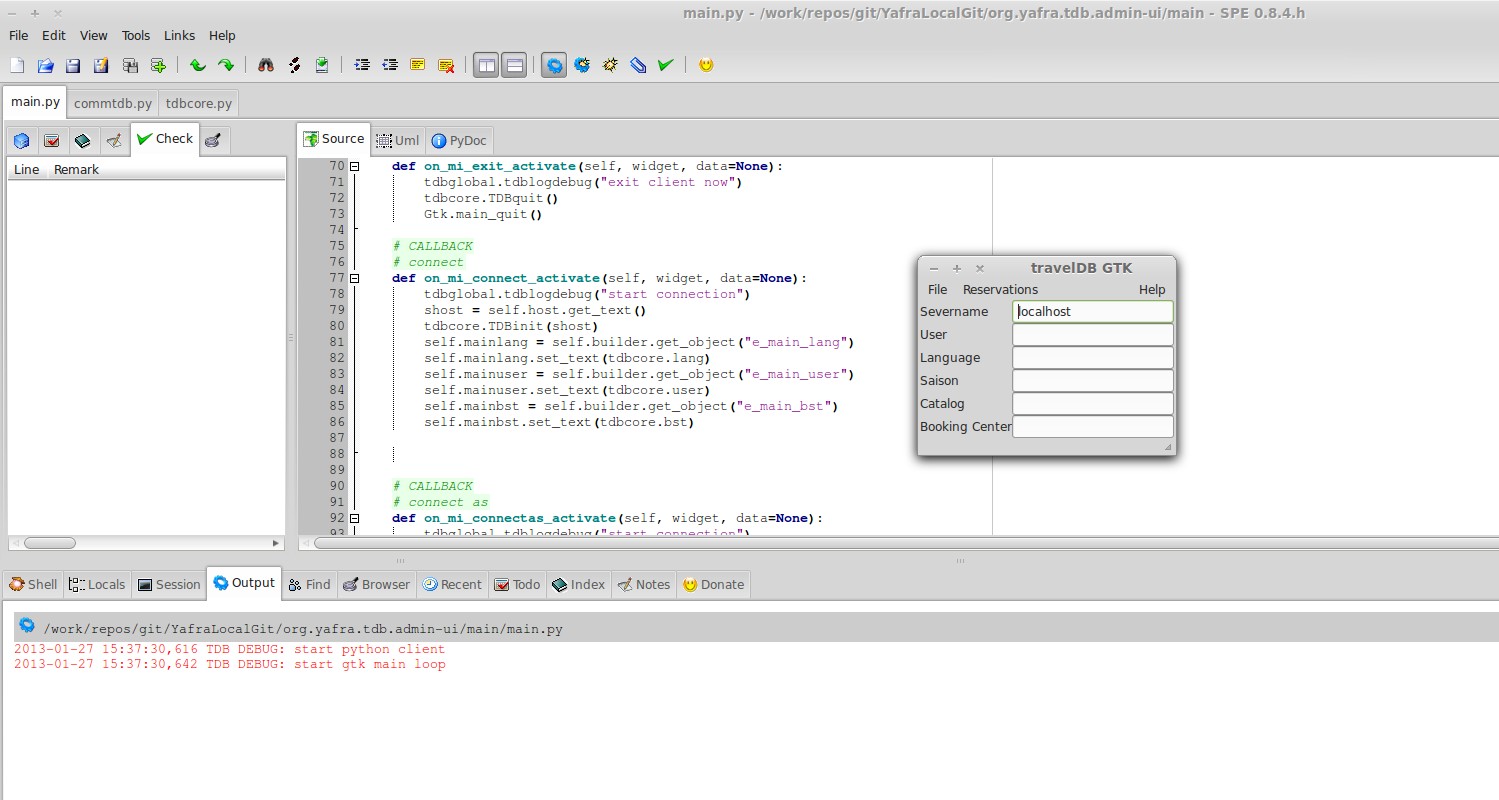 main.py - /work/repos/git/YafraLocalGit/org.yafra.tdb.admin-ui/main - SPE 0.8.4.h
File Edit View Tools Links Help
main.py commtdb.py tdbcore.py
Check
Line Remark
Source Uml PyDoc
70 def on_mi_exit_activate(self, widget, data=None):
71 tdbglobal.tdblogdebug("exit client now")
72 tdbcore.TDBquit()
73 Gtk.main_quit()
74
75 # CALLBACK
76 # connect
77 def on_mi_connect_activate(self, widget, data=None):
78 tdbglobal.tdblogdebug("start connection")
79 shost = self.host.get_text()
80 tdbcore.TDBinit(shost)
81 self.mainlang = self.builder.get_object("e_main_lang")
82 self.mainlang.set_text(tdbcore.lang)
83 self.mainuser = self.builder.get_object("e_main_user")
84 self.mainuser.set_text(tdbcore.user)
85 self.mainbst = self.builder.get_object("e_main_bst")
86 self.mainbst.set_text(tdbcore.bst)
87
88
89
90 # CALLBACK
91 # connect as
92 def on_mi_connectas_activate(self, widget, data=None):
93 tdbglobal.tdblogdebug("start connection")
travelDB GTK
File Reservations Help
Severname localhost
User
Language
Saison
Catalog
Booking Center
Shell Locals Session Output Find Browser Recent Todo Index Notes Donate
/work/repos/git/YafraLocalGit/org.yafra.tdb.admin-ui/main/main.py
2013-01-27 15:37:30,616 TDB DEBUG: start python client
2013-01-27 15:37:30,642 TDB DEBUG: start gtk main loop